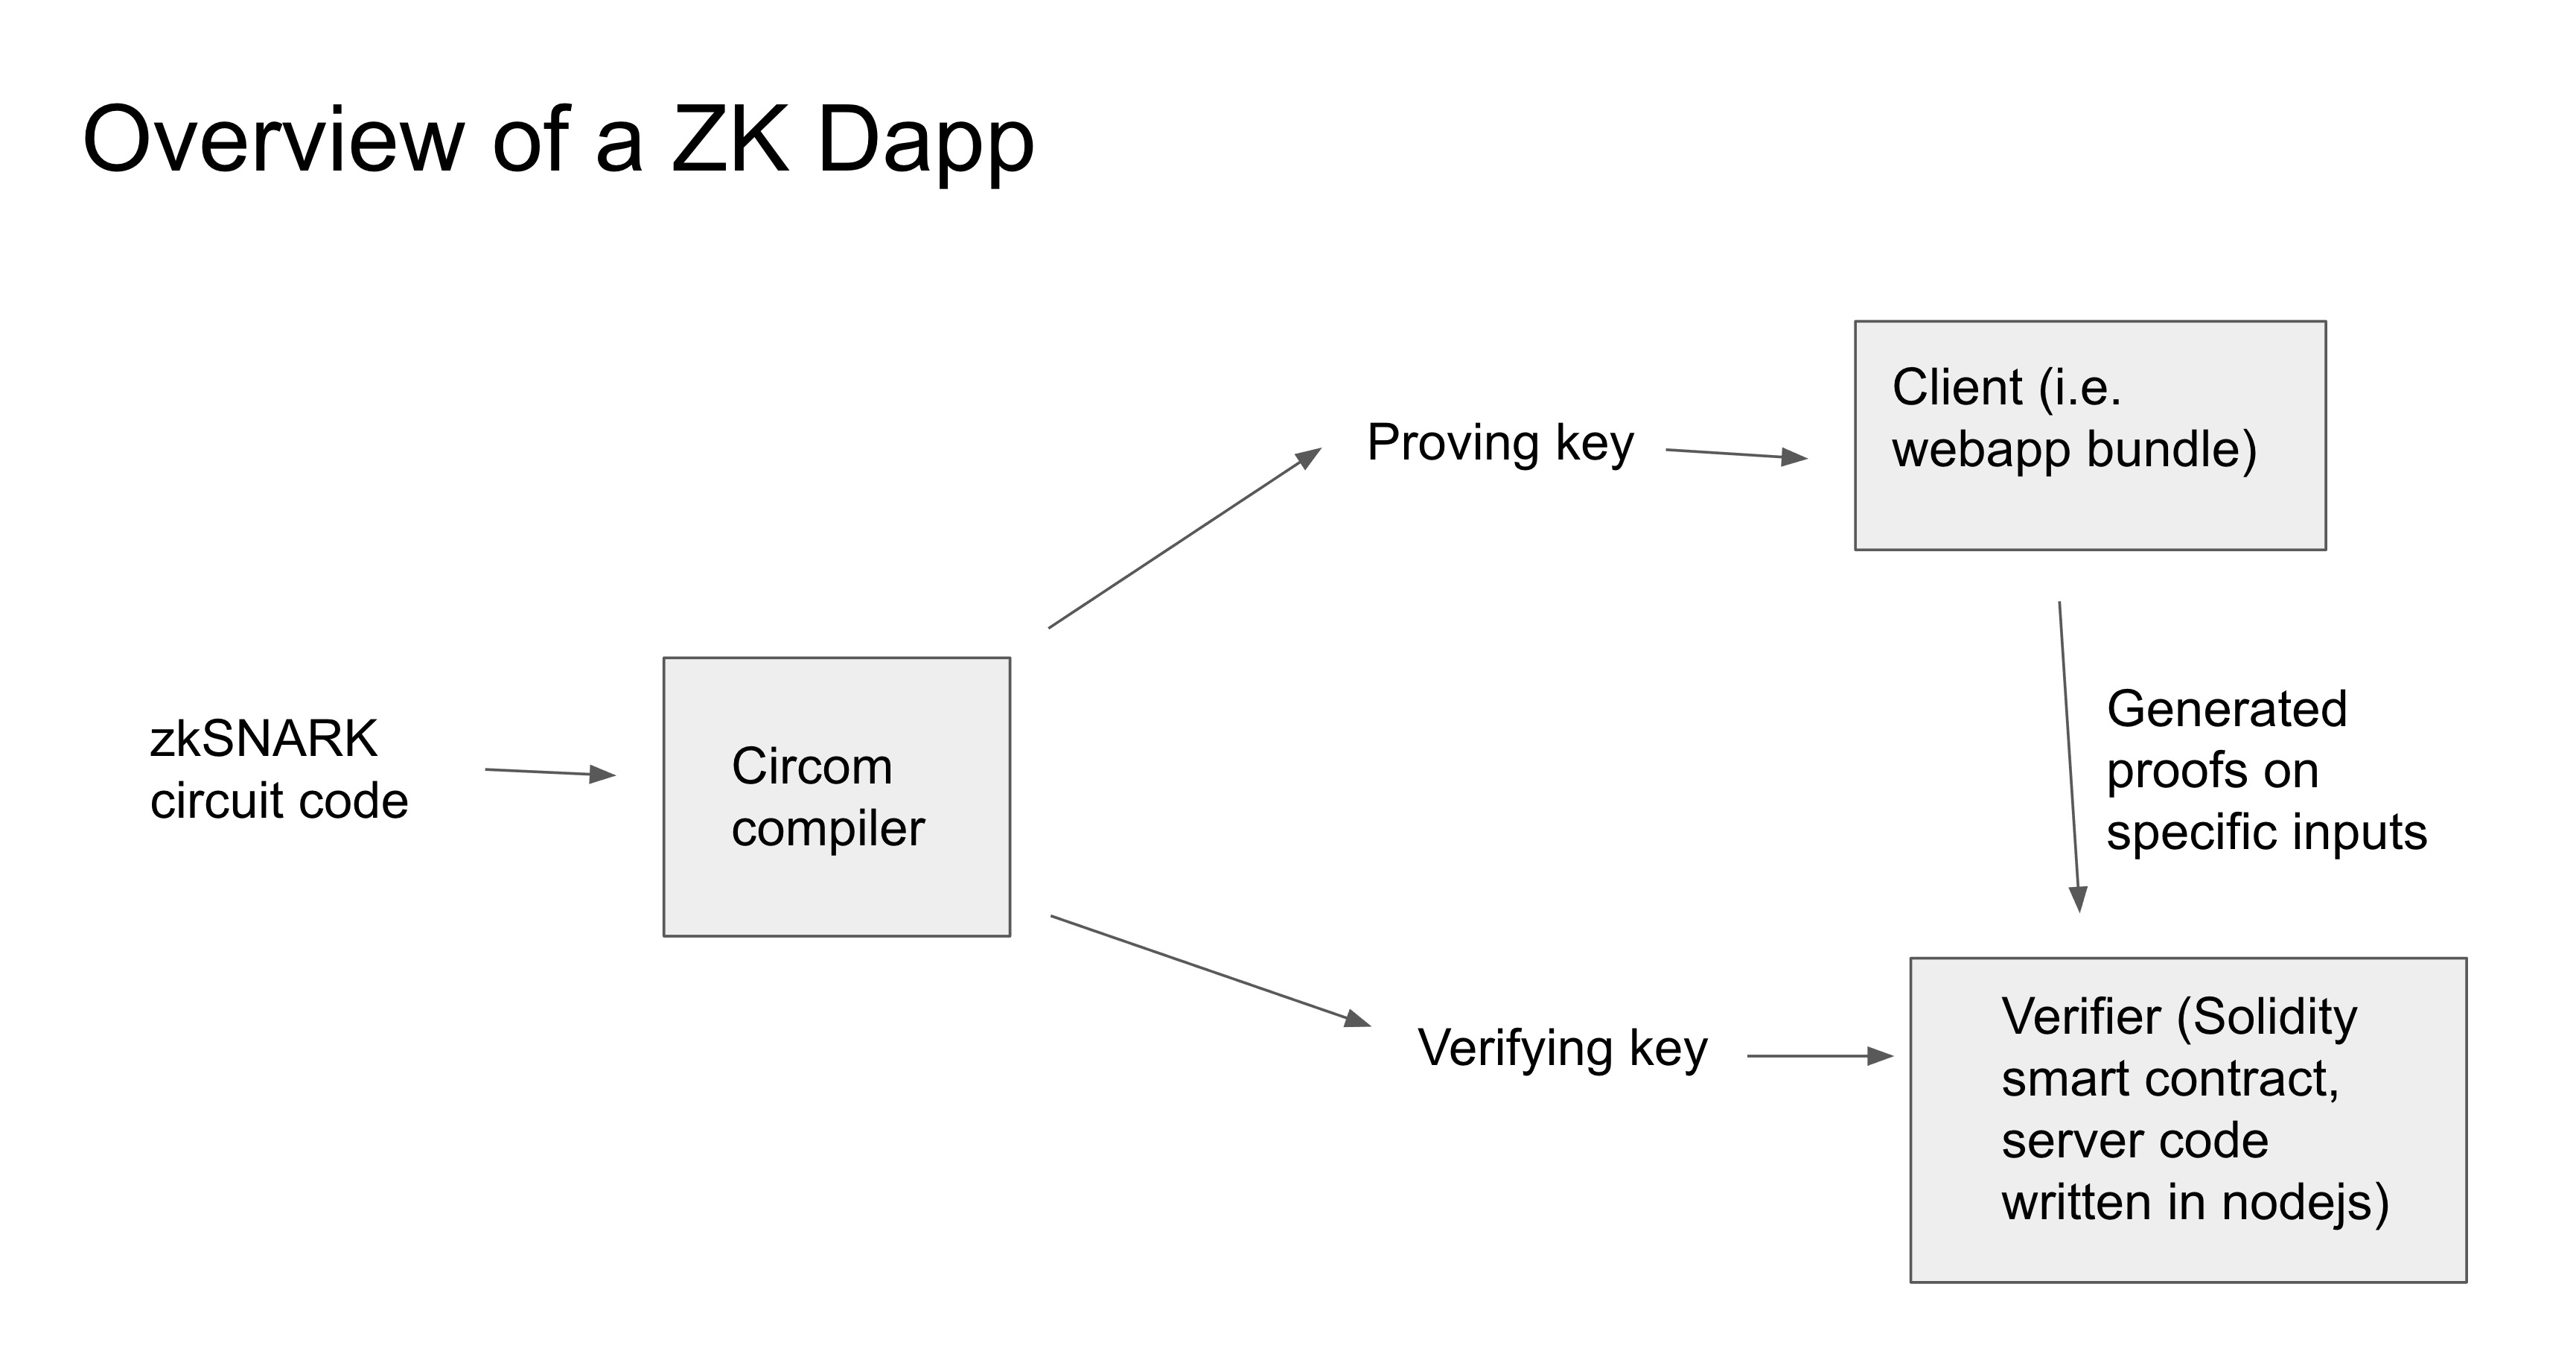 Overview of a ZK Dapp
zkSNARK
circuit code
Circom
compiler
Proving key
Client (i.e.
webapp bundle)
Generated
proofs on
specific inputs
Verifying key
Verifier (Solidity
smart contract,
server code
written in nodejs)